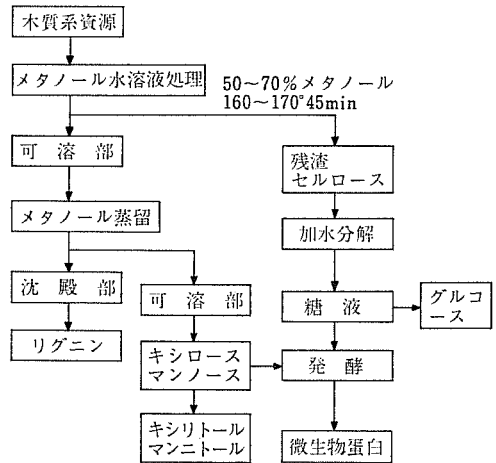 木質系資源
メタノール水溶液処理
50~70%メタノール
160~170°45min
可溶部
残渣
セルロース
メタノール蒸留
加水分解
沈殿部
可溶部
糖液
グルコ
ース
リグニン
キシロース
マンノース
発酵
キシリトール
マンニトール
微生物蛋白